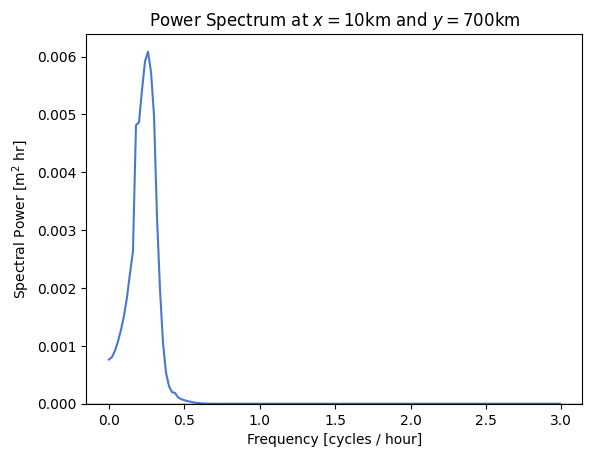 Power Spectrum at x = 10km and y = 700km
Spectral Power [m² hr]
0.006
0.005
0.004
0.003
0.002
0.001
0.000
0.0 0.5 1.0 1.5 2.0 2.5 3.0
Frequency [cycles / hour]